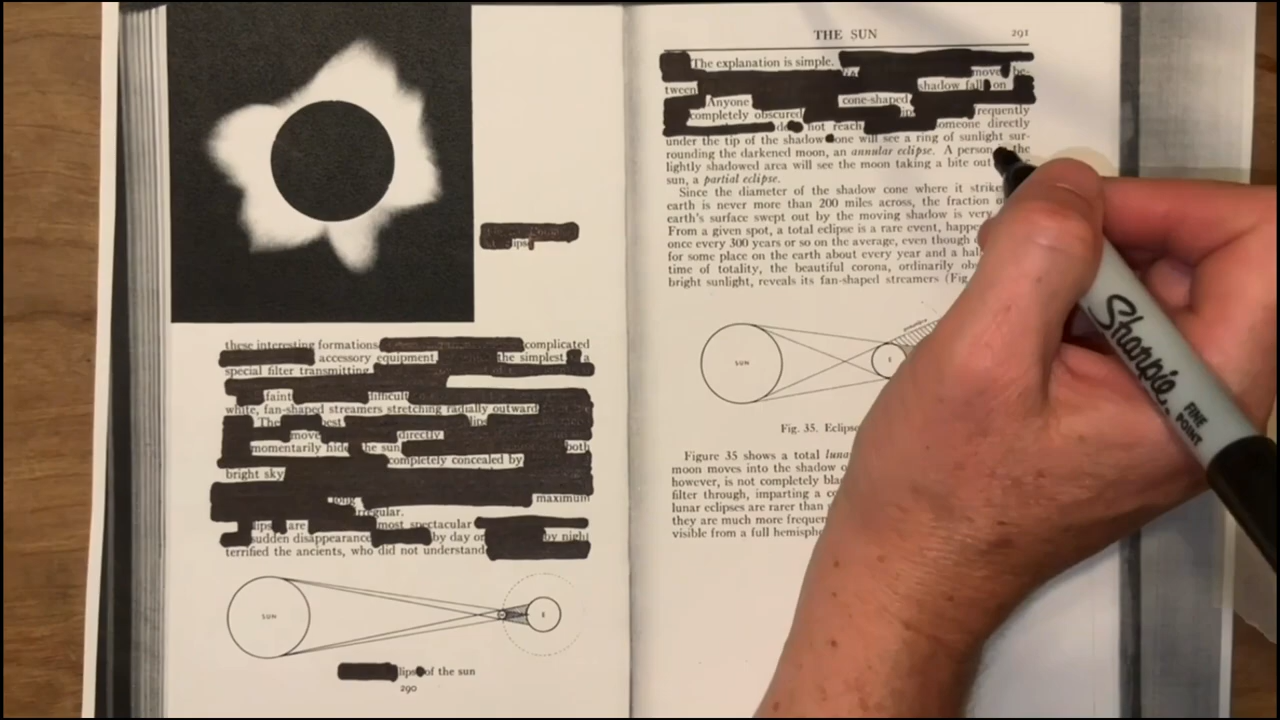 lips
these interesting formations complicated
accessory equipment, the simplest a
special filter transmitting
faint difficult
white, fan-shaped streamers stretching radially outward
The best lips
move directly
momentarily hide the sun both
completely concealed by
bright sky
long maximum
irregular.
lips are most spectacular
sudden disappearance by day or by night
terrified the ancients, who did not understand
SUN
E
lips of the sun
290
THE SUN 291
The explanation is simple.
move be-
tween shadow fall on
Anyone cone-shaped
completely obscured frequently
not reach someone directly
under the tip of the shadow one will see a ring of sunlight sur-
rounding the darkened moon, an annular eclipse. A person the
lightly shadowed area will see the moon taking a bite out
sun, a partial eclipse.
Since the diameter of the shadow cone where it strikes
earth is never more than 200 miles across, the fraction
earth's surface swept out by the moving shadow is very
From a given spot, a total eclipse is a rare event, happe
once every 300 years or so on the average, even though
for some place on the earth about every year and a hal
time of totality, the beautiful corona, ordinarily obs
bright sunlight, reveals its fan-shaped streamers (Fig.
SUN
E
Fig. 35. Eclipse
Figure 35 shows a total luna
moon moves into the shadow o
however, is not completely bla
filter through, imparting a co
lunar eclipses are rarer than
they are much more frequen
visible from a full hemisphe
Sharpie.
FINE
POINT